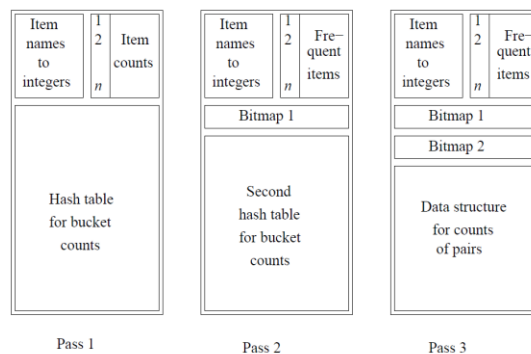 Item
names
to
integers
1
2
n
Item
counts
Hash table
for bucket
counts
Pass 1
Item
names
to
integers
1
2
n
Fre−
quent
items
Bitmap 1
Second
hash table
for bucket
counts
Pass 2
Item
names
to
integers
1
2
n
Fre−
quent
items
Bitmap 1
Bitmap 2
Data structure
for counts
of pairs
Pass 3